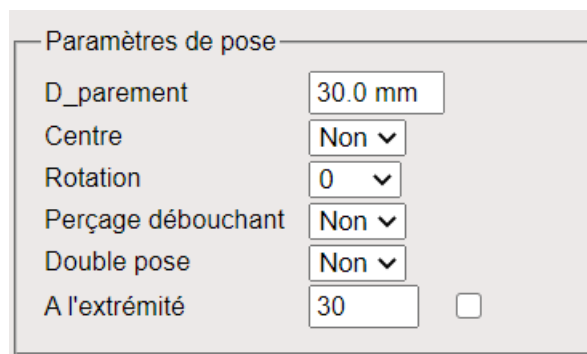 Paramètres de pose
D_parement 30.0 mm
Centre Non
Rotation 0
Perçage débouchant Non
Double pose Non
A l'extrémité 30